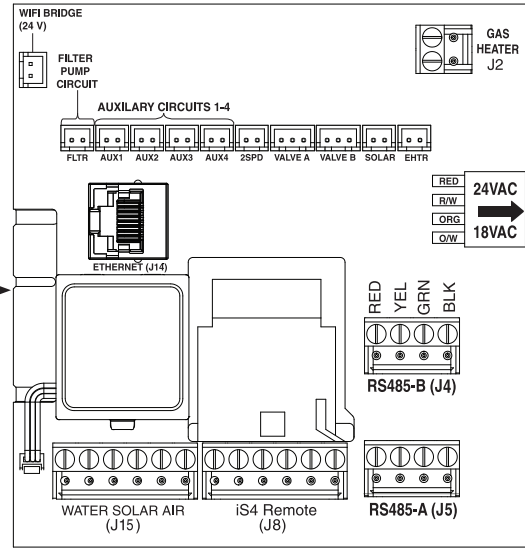 WIFI BRIDGE
(24 V)
GAS
HEATER
J2
FILTER
PUMP
CIRCUIT
AUXILARY CIRCUITS 1-4
FLTR AUX1 AUX2 AUX3 AUX4 2SPD VALVE A VALVE B SOLAR EHTR
RED
R/W
ORG
O/W
24VAC
18VAC
ETHERNET (J14)
RED YEL GRN BLK
RS485-B (J4)
WATER SOLAR AIR
(J15)
iS4 Remote
(J8)
RS485-A (J5)